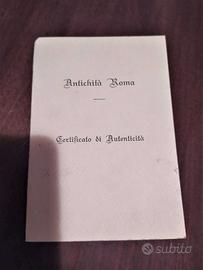 Antichità Roma
Certificato di Autenticità
subito